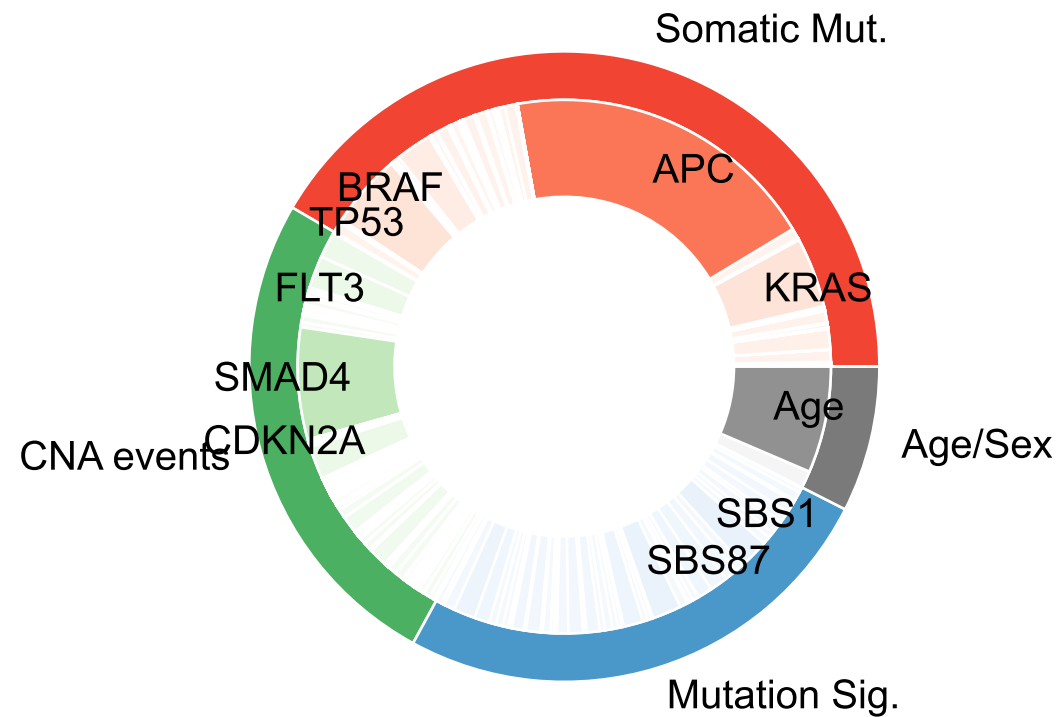 Somatic Mut.
APC
BRAF
TP53
FLT3
KRAS
SMAD4
Age
CDKN2A
CNA events
Age/Sex
SBS1
SBS87
Mutation Sig.